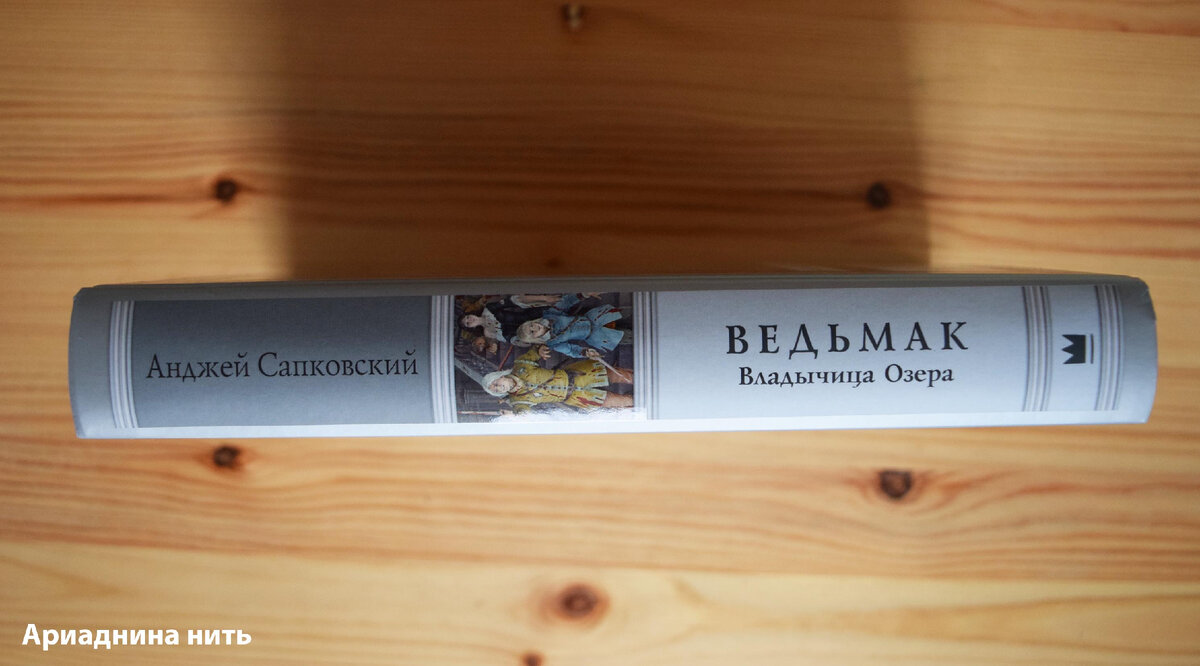 Анджей Сапковский
ВЕДЬМАК
Владычица Озера
Ариаднина нить